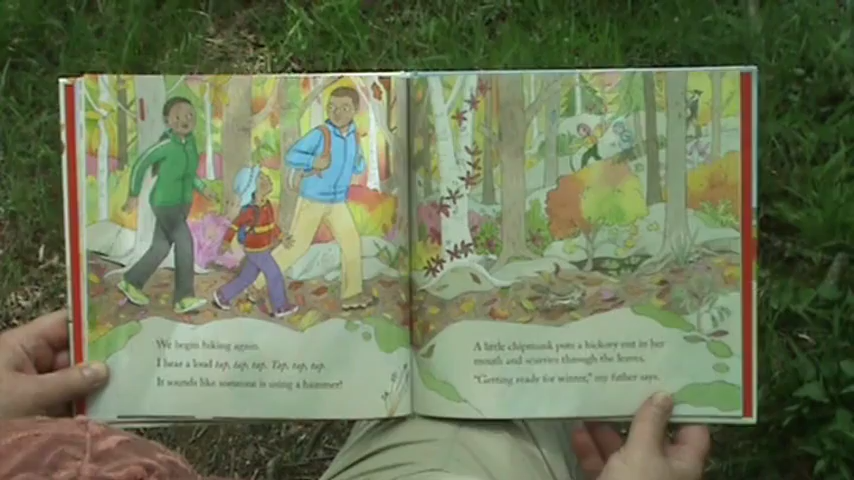 We begin hiking again.
I hear a loud tap, tap, tap. Tap, tap, tap.
It sounds like someone is using a hammer!
A little chipmunk puts a hickory nut in her
mouth and scurries through the leaves.
"Getting ready for winter," my father says.